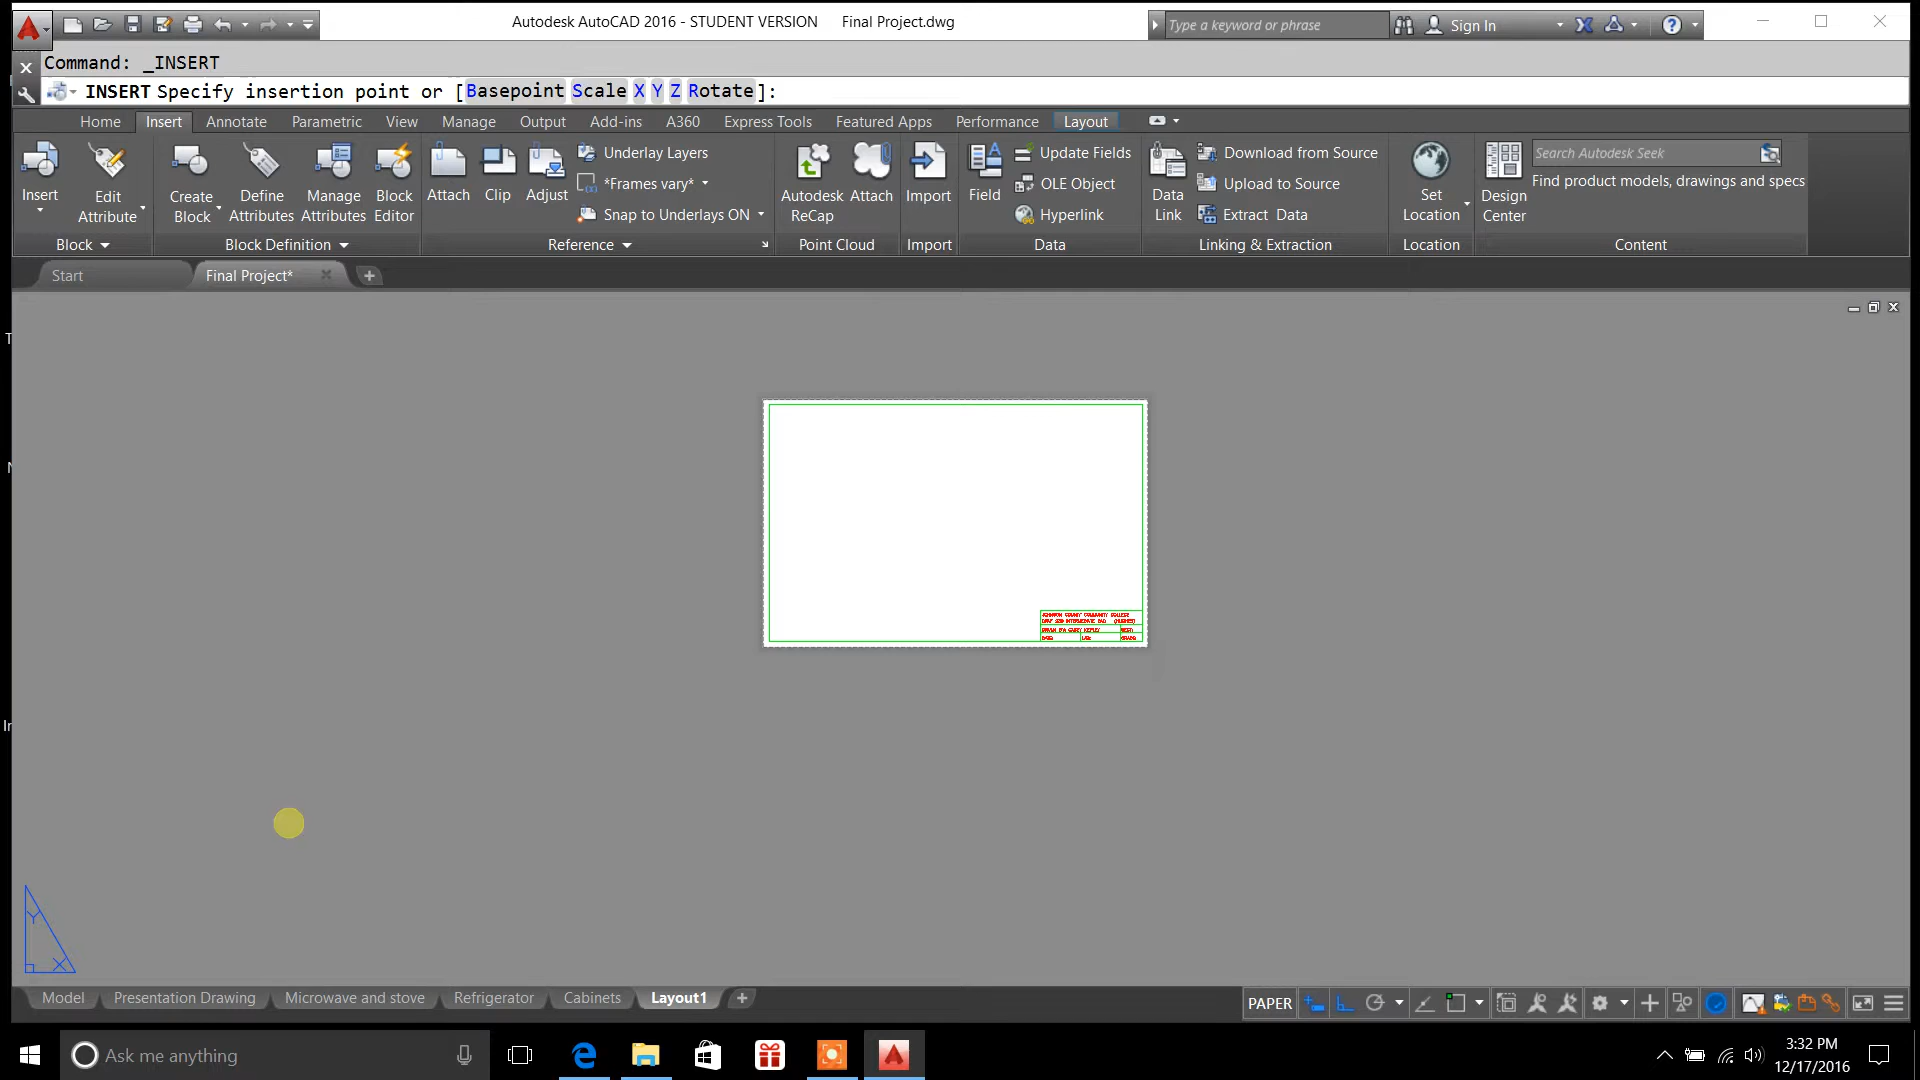 Autodesk AutoCAD 2016 - STUDENT VERSION Final Project.dwg
Type a keyword or phrase
Sign In
Command: _INSERT
INSERT Specify insertion point or [Basepoint Scale X Y Z Rotate]:
Home Insert Annotate Parametric View Manage Output Add-ins A360 Express Tools Featured Apps Performance Layout
Insert
Edit Attribute
Block
Create Block
Define Attributes
Manage Attributes
Block Editor
Block Definition
Attach
Clip
Adjust
Underlay Layers
*Frames vary*
Snap to Underlays ON
Reference
Autodesk ReCap
Attach
Point Cloud
Import
Import
Field
Update Fields
OLE Object
Hyperlink
Data
Data Link
Download from Source
Upload to Source
Extract Data
Linking & Extraction
Set Location
Location
Design Center
Search Autodesk Seek
Find product models, drawings and specs
Content
Start
Final Project*
JOHNSON COUNTY COMMUNITY COLLEGE
Y
X
Model Presentation Drawing Microwave and stove Refrigerator Cabinets Layout1
PAPER
Ask me anything
3:32 PM
12/17/2016